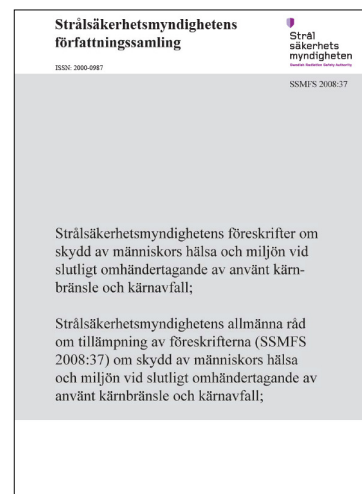 Strålsäkerhetsmyndighetens
författningssamling
ISSN: 2000-0987
Strål
säkerhets
myndigheten
Swedish Radiation Safety Authority
SSMFS 2008:37
Strålsäkerhetsmyndighetens föreskrifter om
skydd av människors hälsa och miljön vid
slutligt omhändertagande av använt kärn-
bränsle och kärnavfall;
Strålsäkerhetsmyndighetens allmänna råd
om tillämpning av föreskrifterna (SSMFS
2008:37) om skydd av människors hälsa
och miljön vid slutligt omhändertagande av
använt kärnbränsle och kärnavfall;